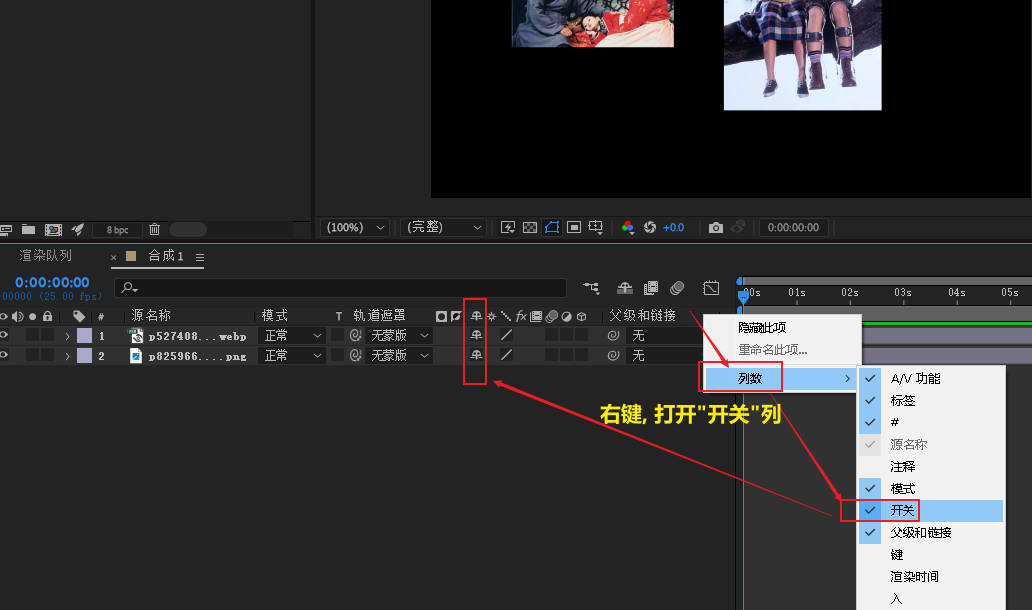 8 bpc
(100%)
(完整)
+0.0
0:00:00:00
渲染队列
× 合成1
0:00:00:00
00000 (25.00 fps)
:00s 01s 02s 03s 04s 05s
# 源名称 模式 T 轨道遮罩 fx 父级和链接
1 p527408...webp 正常 无蒙版 无
2 p825966....png 正常 无蒙版 无
隐藏此项
重命名此项...
列数
右键, 打开"开关"列
A/V 功能
标签
#
源名称
注释
模式
开关
父级和链接
键
渲染时间
入